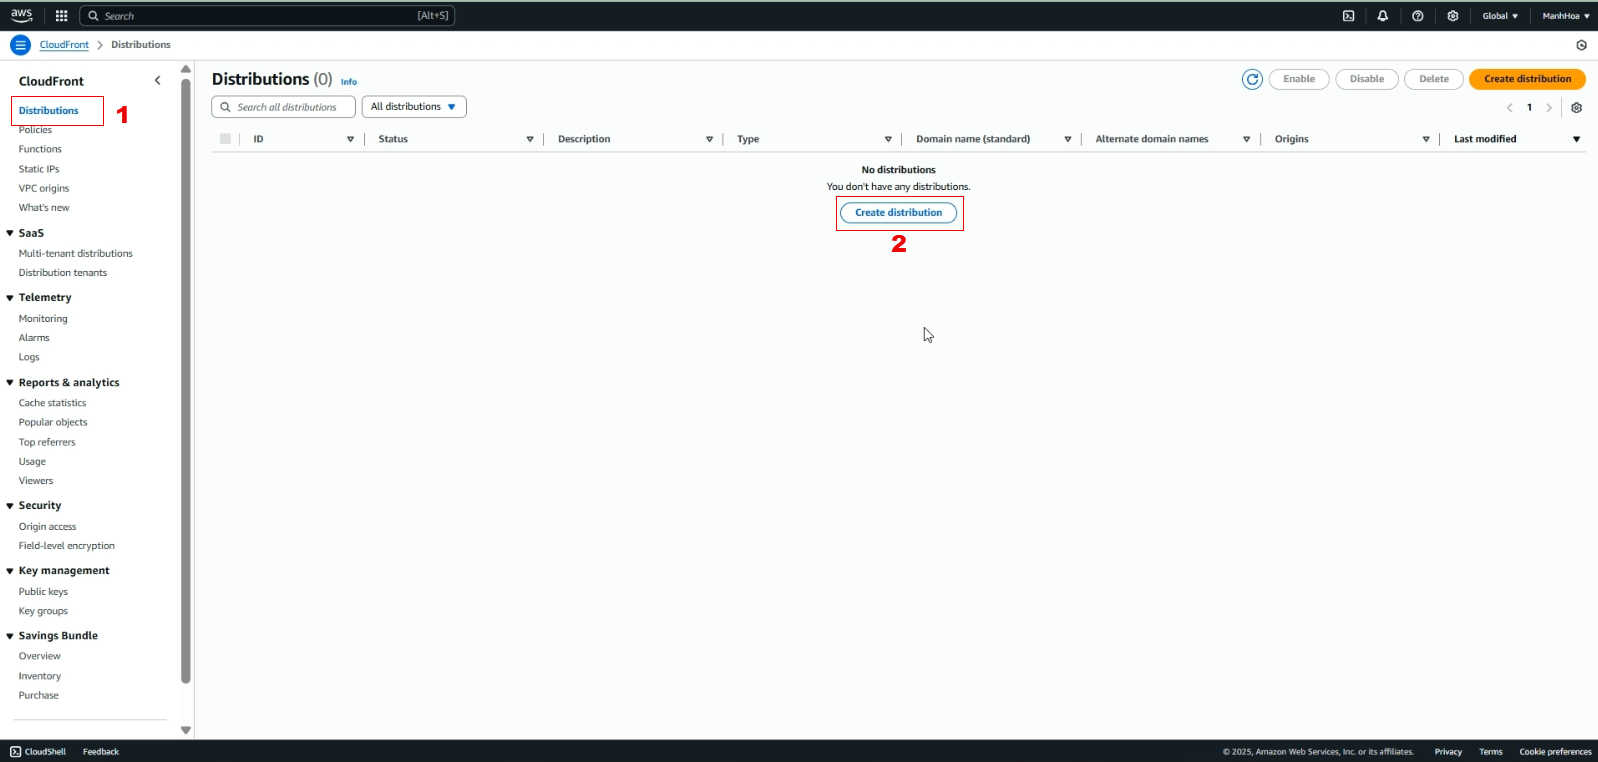 aws Search [Alt+S] Global ManhHoa
CloudFront > Distributions
CloudFront
Distributions 1
Policies
Functions
Static IPs
VPC origins
What's new
SaaS
Multi-tenant distributions
Distribution tenants
Telemetry
Monitoring
Alarms
Logs
Reports & analytics
Cache statistics
Popular objects
Top referrers
Usage
Viewers
Security
Origin access
Field-level encryption
Key management
Public keys
Key groups
Savings Bundle
Overview
Inventory
Purchase
Distributions (0) Info Enable Disable Delete Create distribution
Search all distributions All distributions 1
ID Status Description Type Domain name (standard) Alternate domain names Origins Last modified
No distributions
You don't have any distributions.
Create distribution
2
CloudShell Feedback © 2025, Amazon Web Services, Inc. or its affiliates. Privacy Terms Cookie preferences